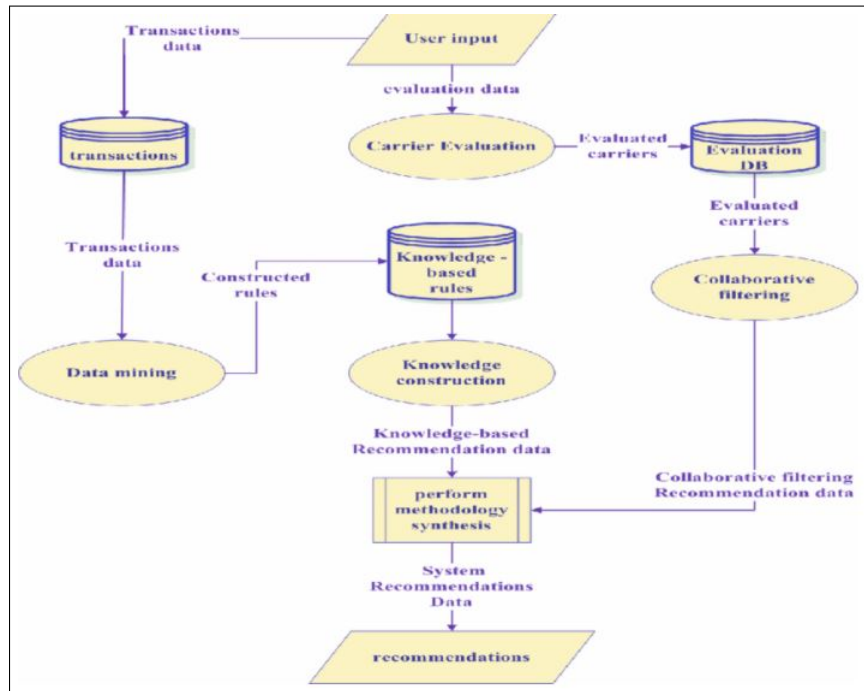 Transactions
data
User input
evaluation data
transactions
Carrier Evaluation
Evaluated
carriers
Evaluation
DB
Evaluated
carriers
Transactions
data
Constructed
rules
Knowledge -
based
rules
Collaborative
filtering
Data mining
Knowledge
construction
Knowledge-based
Recommendation data
Collaborative filtering
Recommendation data
perform
methodology
synthesis
System
Recommendations
Data
recommendations